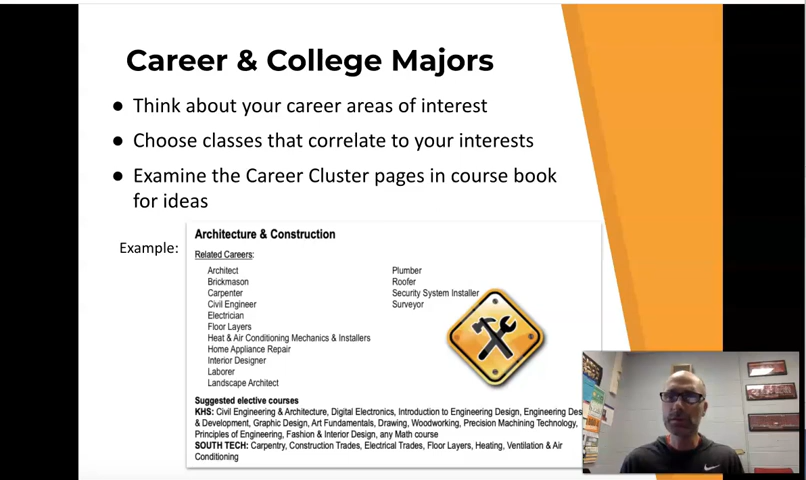 Career & College Majors
● Think about your career areas of interest
● Choose classes that correlate to your interests
● Examine the Career Cluster pages in course book
for ideas
Example:
Architecture & Construction
Related Careers:
Architect
Brickmason
Carpenter
Civil Engineer
Electrician
Floor Layers
Heat & Air Conditioning Mechanics & Installers
Home Appliance Repair
Interior Designer
Laborer
Landscape Architect
Plumber
Roofer
Security System Installer
Surveyor
Suggested elective courses
KHS: Civil Engineering & Architecture, Digital Electronics, Introduction to Engineering Design, Engineering Des
& Development, Graphic Design, Art Fundamentals, Drawing, Woodworking, Precision Machining Technology,
Principles of Engineering, Fashion & Interior Design, any Math course
SOUTH TECH: Carpentry, Construction Trades, Electrical Trades, Floor Layers, Heating, Ventilation & Air
Conditioning